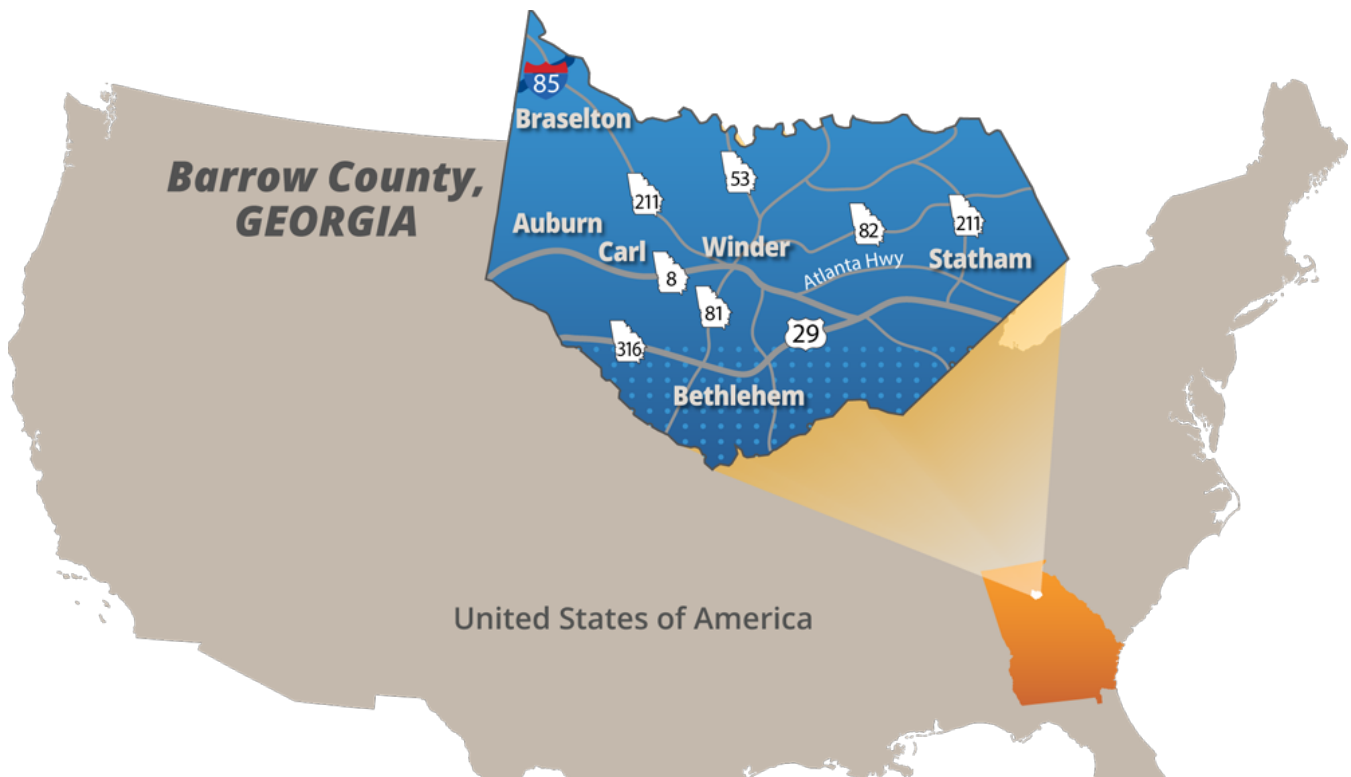 85
Braselton
Barrow County,
GEORGIA
53
211
211
Auburn
82
Carl
Winder
Statham
8
Atlanta Hwy
81
29
316
Bethlehem
United States of America